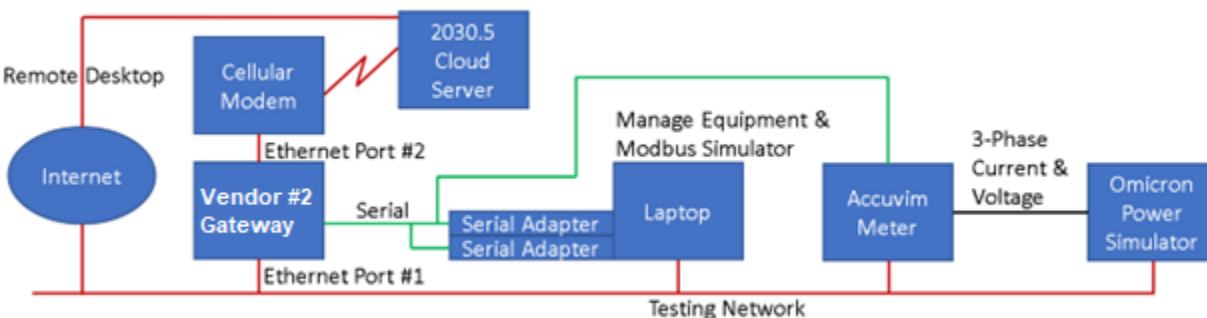 2030.5
Cloud
Server
Remote Desktop
Cellular
Modem
Manage Equipment &
Modbus Simulator
Ethernet Port #2
3-Phase
Current &
Voltage
Internet
Vendor #2
Gateway
Serial
Serial Adapter
Serial Adapter
Laptop
Accuvim
Meter
Omicron
Power
Simulator
Ethernet Port #1
Testing Network